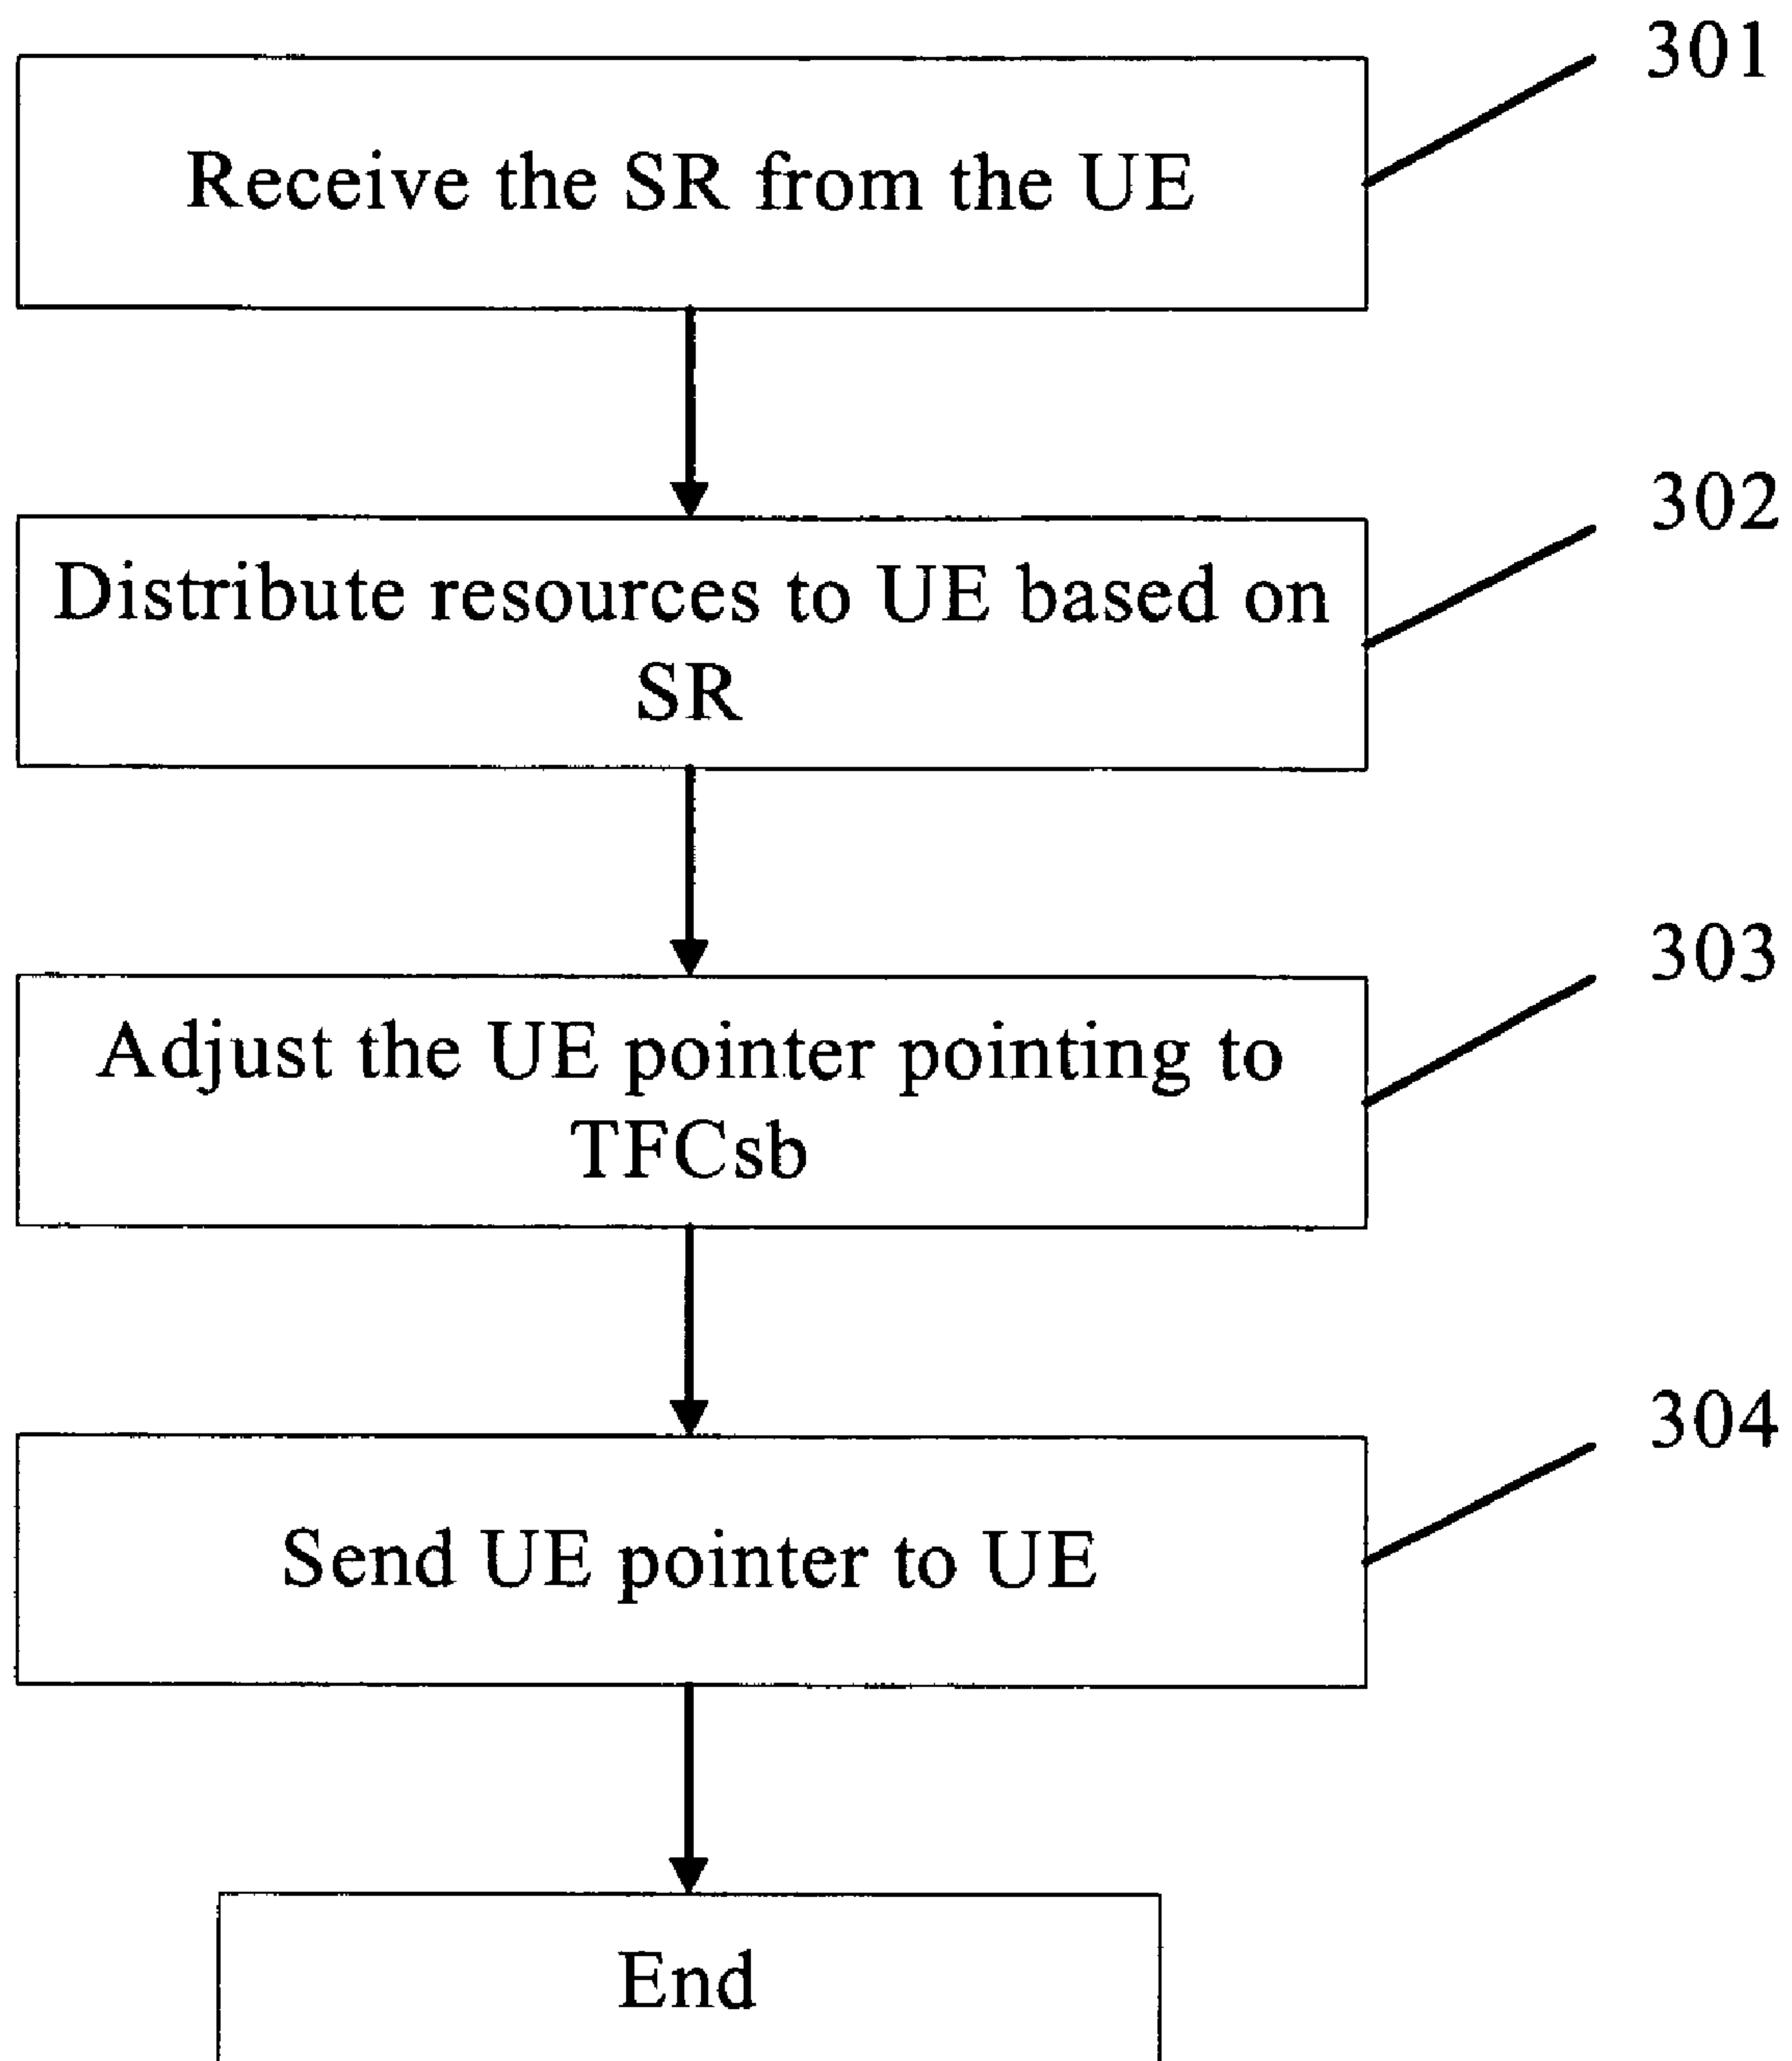 301
Receive the SR from the UE
302
Distribute resources to UE based on
SR
303
Adjust the UE pointer pointing to
TFCsb
304
Send UE pointer to UE
End